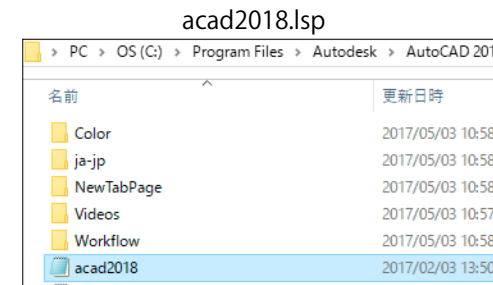 acad2018.lsp
> PC > OS (C:) > Program Files > Autodesk > AutoCAD 201
名前 更新日時
Color 2017/05/03 10:58
ja-jp 2017/05/03 10:58
NewTabPage 2017/05/03 10:58
Videos 2017/05/03 10:57
Workflow 2017/05/03 10:58
acad2018 2017/02/03 13:50